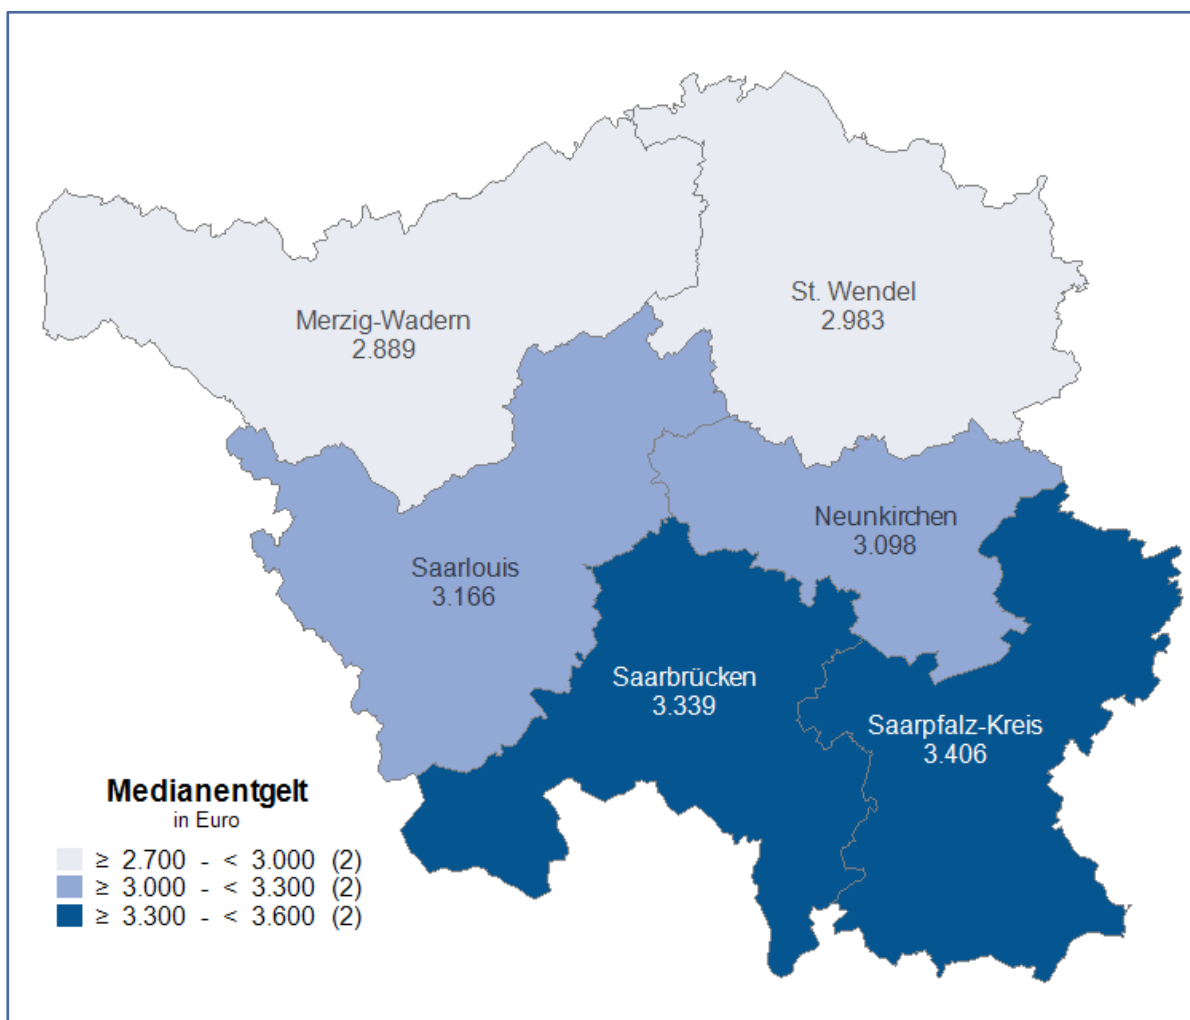 St. Wendel
2.983
Merzig-Wadern
2.889
Neunkirchen
3.098
Saarlouis
3.166
Saarbrücken
3.339
Saarpfalz-Kreis
3.406
Medianentgelt
in Euro
≥ 2.700 - < 3.000 (2)
≥ 3.000 - < 3.300 (2)
≥ 3.300 - < 3.600 (2)